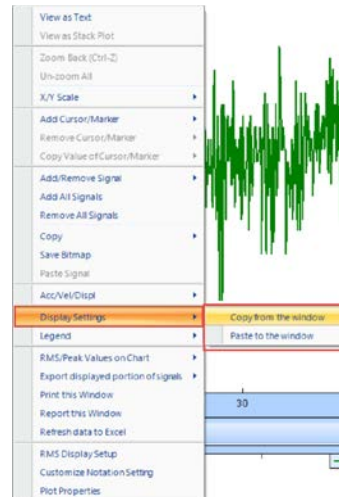 View as Text
View as Stack Plot
Zoom Back (Ctrl-Z)
Un-zoom All
X/Y Scale
Add Cursor/Marker
Remove Cursor/Marker
Copy Value of Cursor/Marker
Add/Remove Signal
Add All Signals
Remove All Signals
Copy
Save Bitmap
Paste Signal
Acc/Vel/Displ
Display Settings
Copy from the window
Legend
Paste to the window
RMS/Peak Values on Chart
Export displayed portion of signals
Print this Window
30
Report this Window
Refresh data to Excel
RMS Display Setup
Customize Notation Setting
Plot Properties